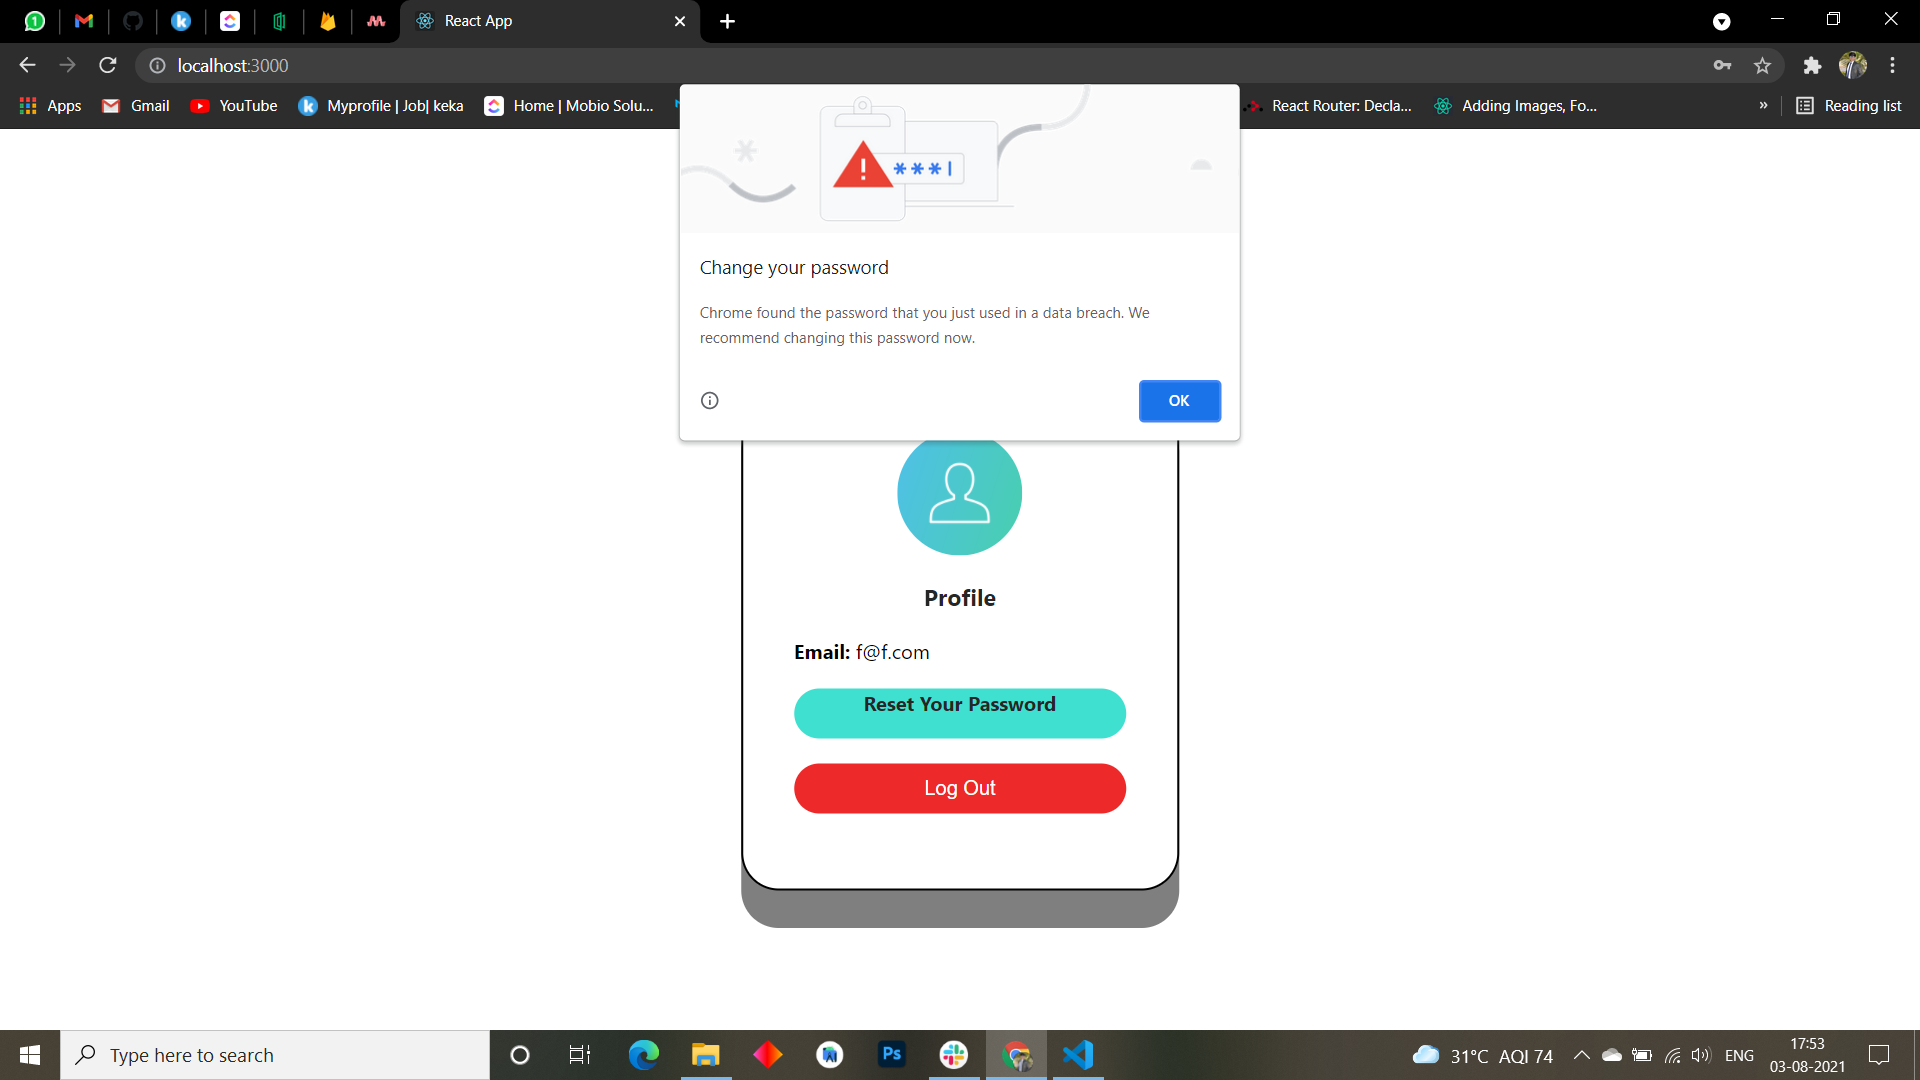 React App
localhost:3000
Apps
Gmail
YouTube
Myprofile | Job| keka
Home | Mobio Solu...
React Router: Decla...
Adding Images, Fo...
»
Reading list
***|
Change your password
Chrome found the password that you just used in a data breach. We
recommend changing this password now.
OK
Profile
Email: f@f.com
Reset Your Password
Log Out
Type here to search
Ps
31°C AQI 74
ENG
17:53
03-08-2021